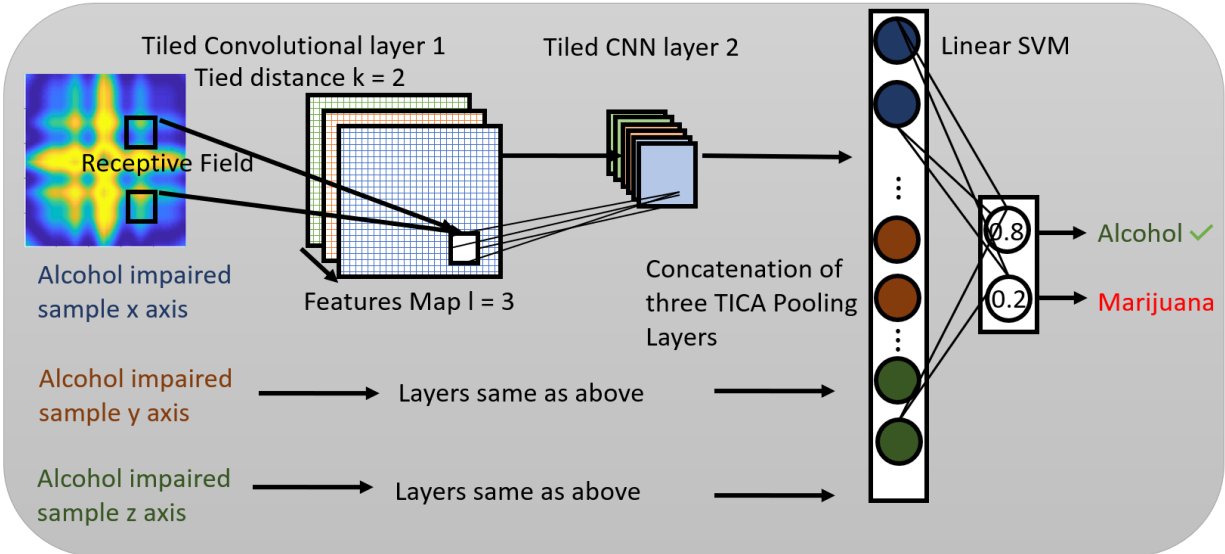 Tiled Convolutional layer 1
Tied distance k = 2
Tiled CNN layer 2
Linear SVM
Receptive Field
Features Map l = 3
Alcohol impaired
sample x axis
Concatenation of
three TICA Pooling
Layers
...
...
0.8
0.2
Alcohol ✓
Marijuana
Alcohol impaired
sample y axis
Layers same as above
Alcohol impaired
sample z axis
Layers same as above